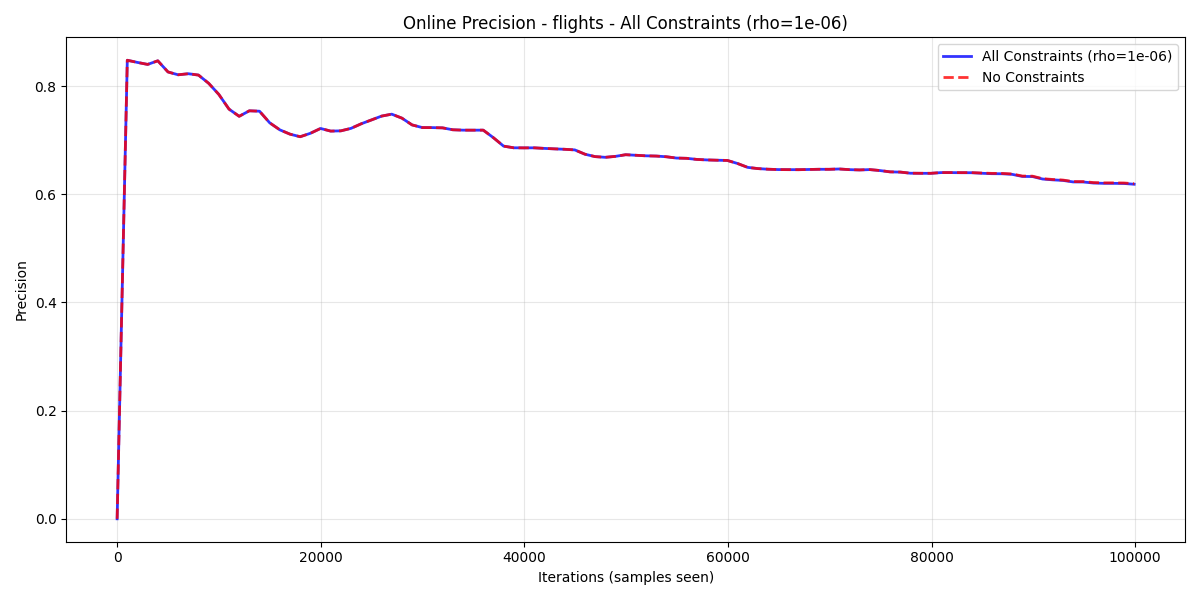 Online Precision - flights - All Constraints (rho=1e-06)
All Constraints (rho=1e-06)
No Constraints
Precision
0.8
0.6
0.4
0.2
0.0
0
20000
40000
60000
80000
100000
Iterations (samples seen)